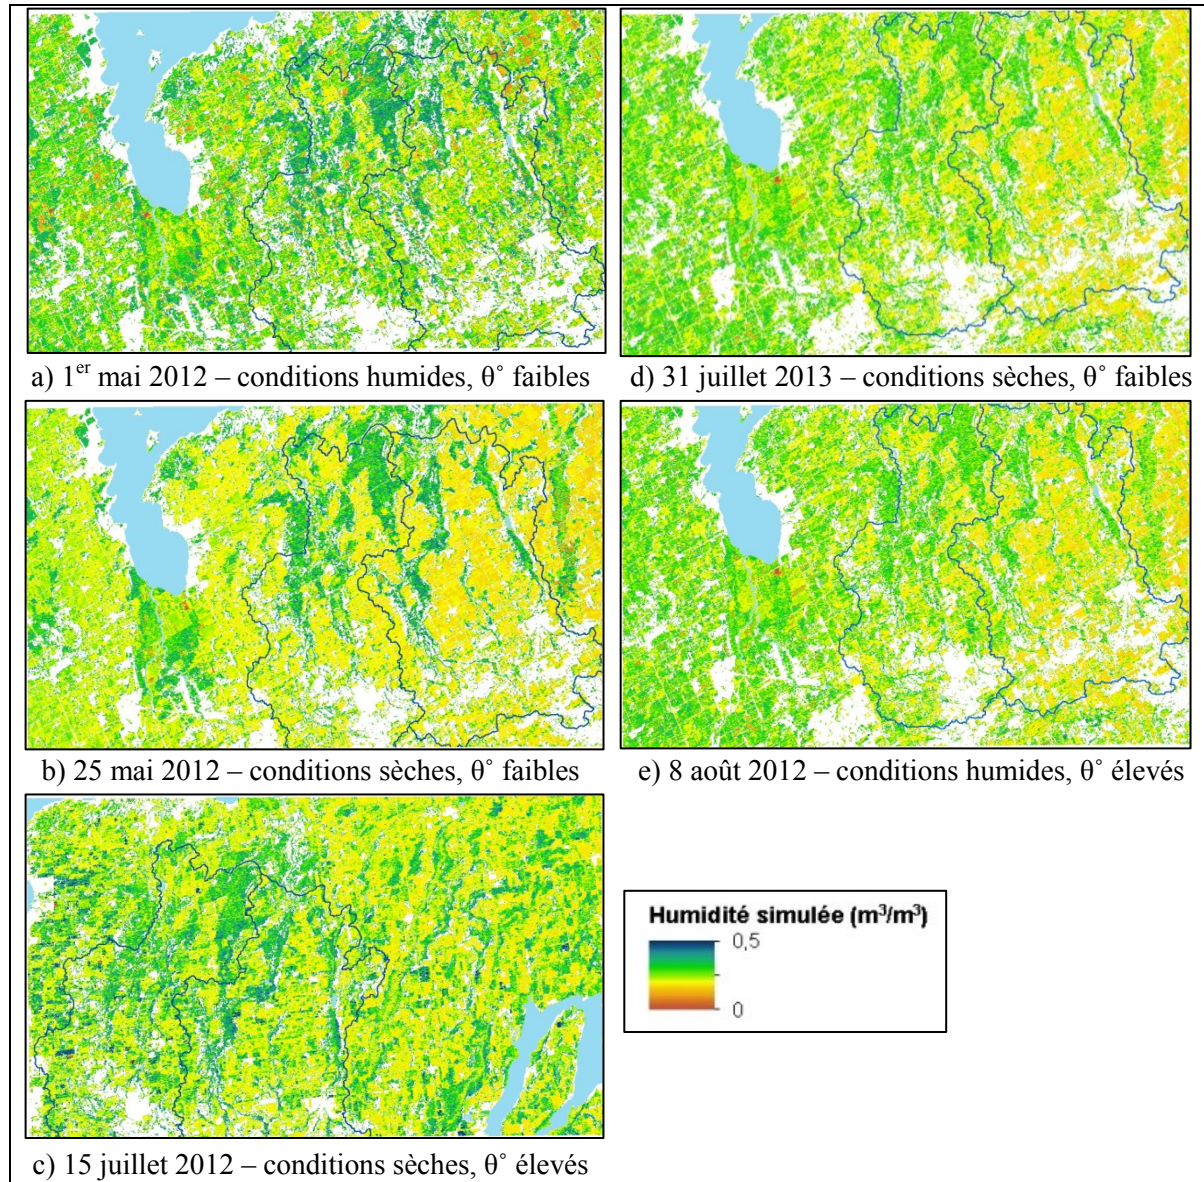 a) 1er mai 2012 – conditions humides, θ˚ faibles
d) 31 juillet 2013 – conditions sèches, θ˚ faibles
b) 25 mai 2012 – conditions sèches, θ˚ faibles
e) 8 août 2012 – conditions humides, θ˚ élevés
c) 15 juillet 2012 – conditions sèches, θ˚ élevés
Humidité simulée (m³/m³)
0,5
0